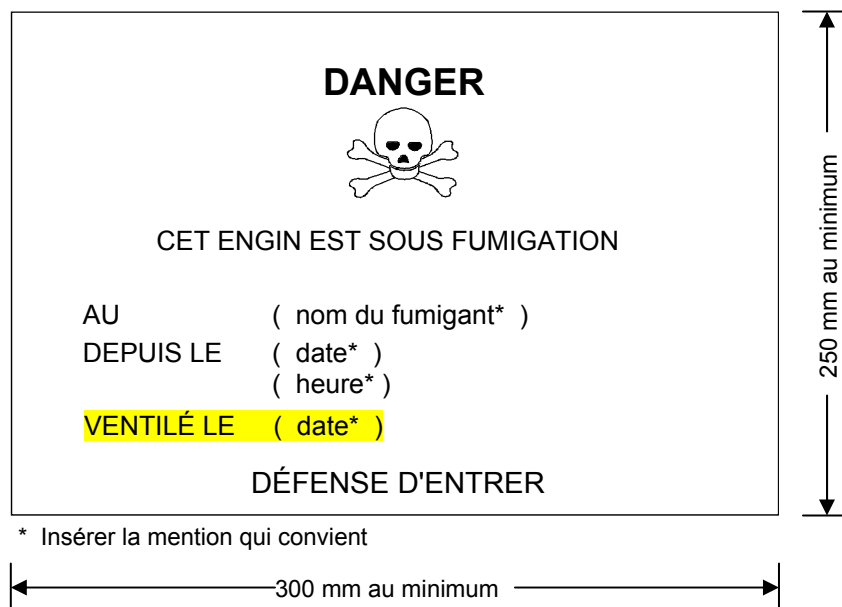 DANGER
CET ENGIN EST SOUS FUMIGATION
AU ( nom du fumigant* )
DEPUIS LE ( date* )
( heure* )
VENTILÉ LE ( date* )
DÉFENSE D'ENTRER
* Insérer la mention qui convient
300 mm au minimum
250 mm au minimum